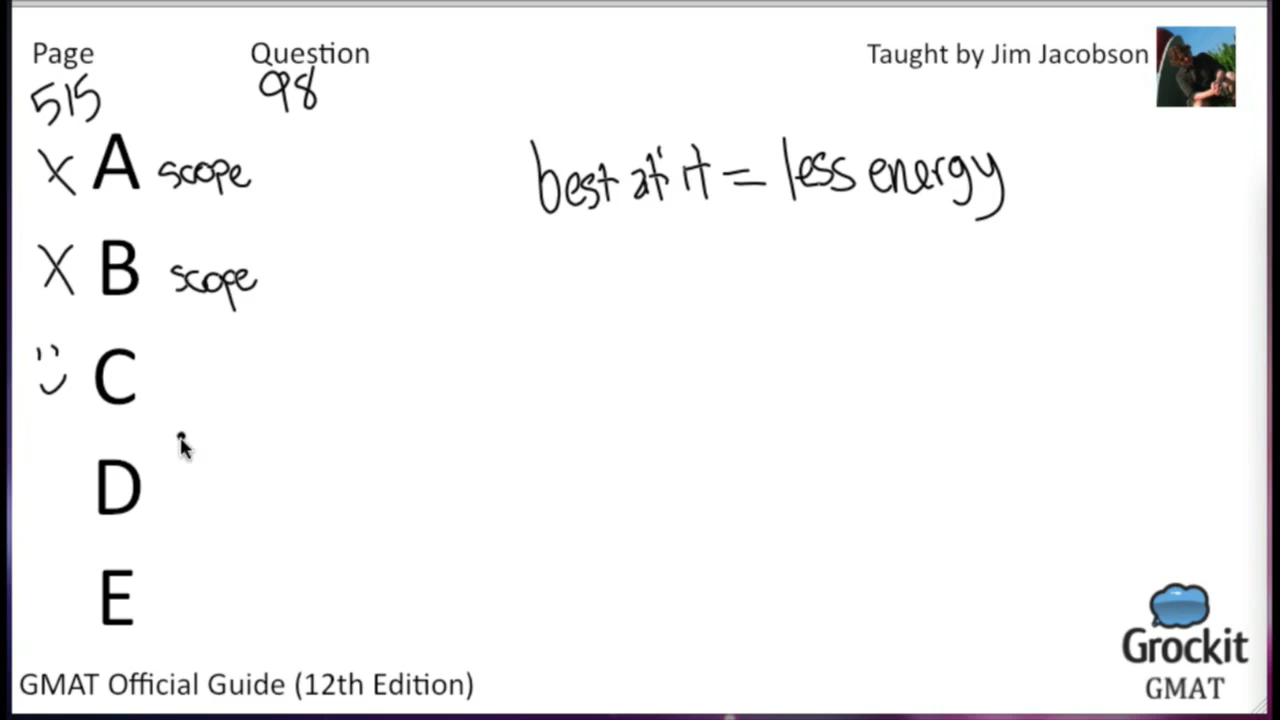 Page Question Taught by Jim Jacobson
515 98
X A scope best at it = less energy
X B scope
C
D
E
Grockit
GMAT
GMAT Official Guide (12th Edition)